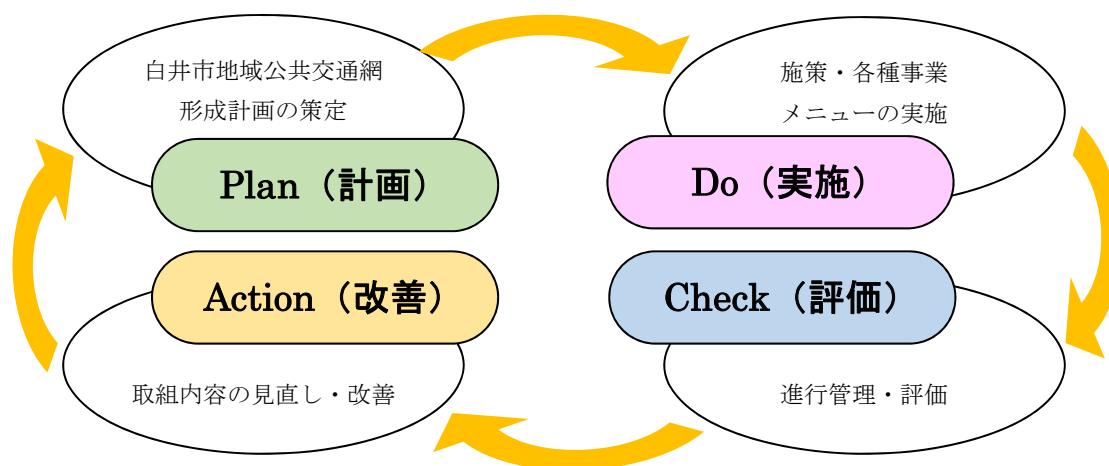 白井市地域公共交通網
形成計画の策定
Plan（計画）
施策・各種事業
メニューの実施
Do（実施）
Check（評価）
進行管理・評価
Action（改善）
取組内容の見直し・改善